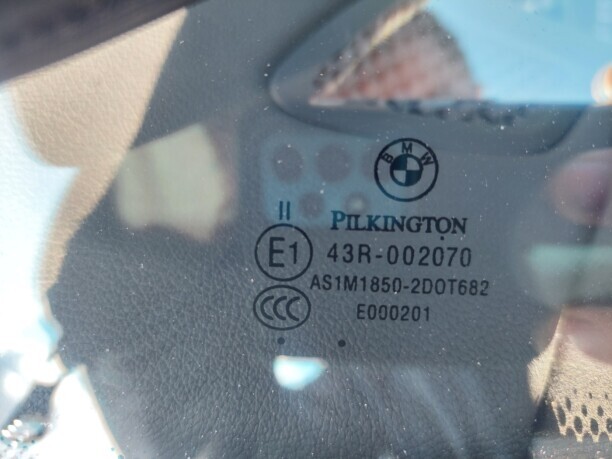 BMW
II
PILKINGTON
E1 43R-002070
AS1M1850-2DOT682
CCC E000201